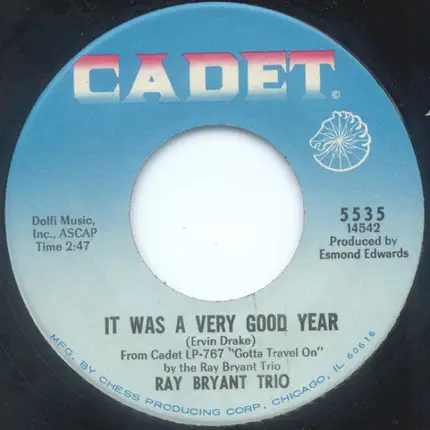 CADET
©
Dolfi Music,
Inc., ASCAP
Time 2:47
5535
14542
Produced by
Esmond Edwards
IT WAS A VERY GOOD YEAR
(Ervin Drake)
From Cadet LP-767 "Gotta Travel On"
by the Ray Bryant Trio
RAY BRYANT TRIO
MFG. BY CHESS PRODUCING CORP. CHICAGO, IL 60616